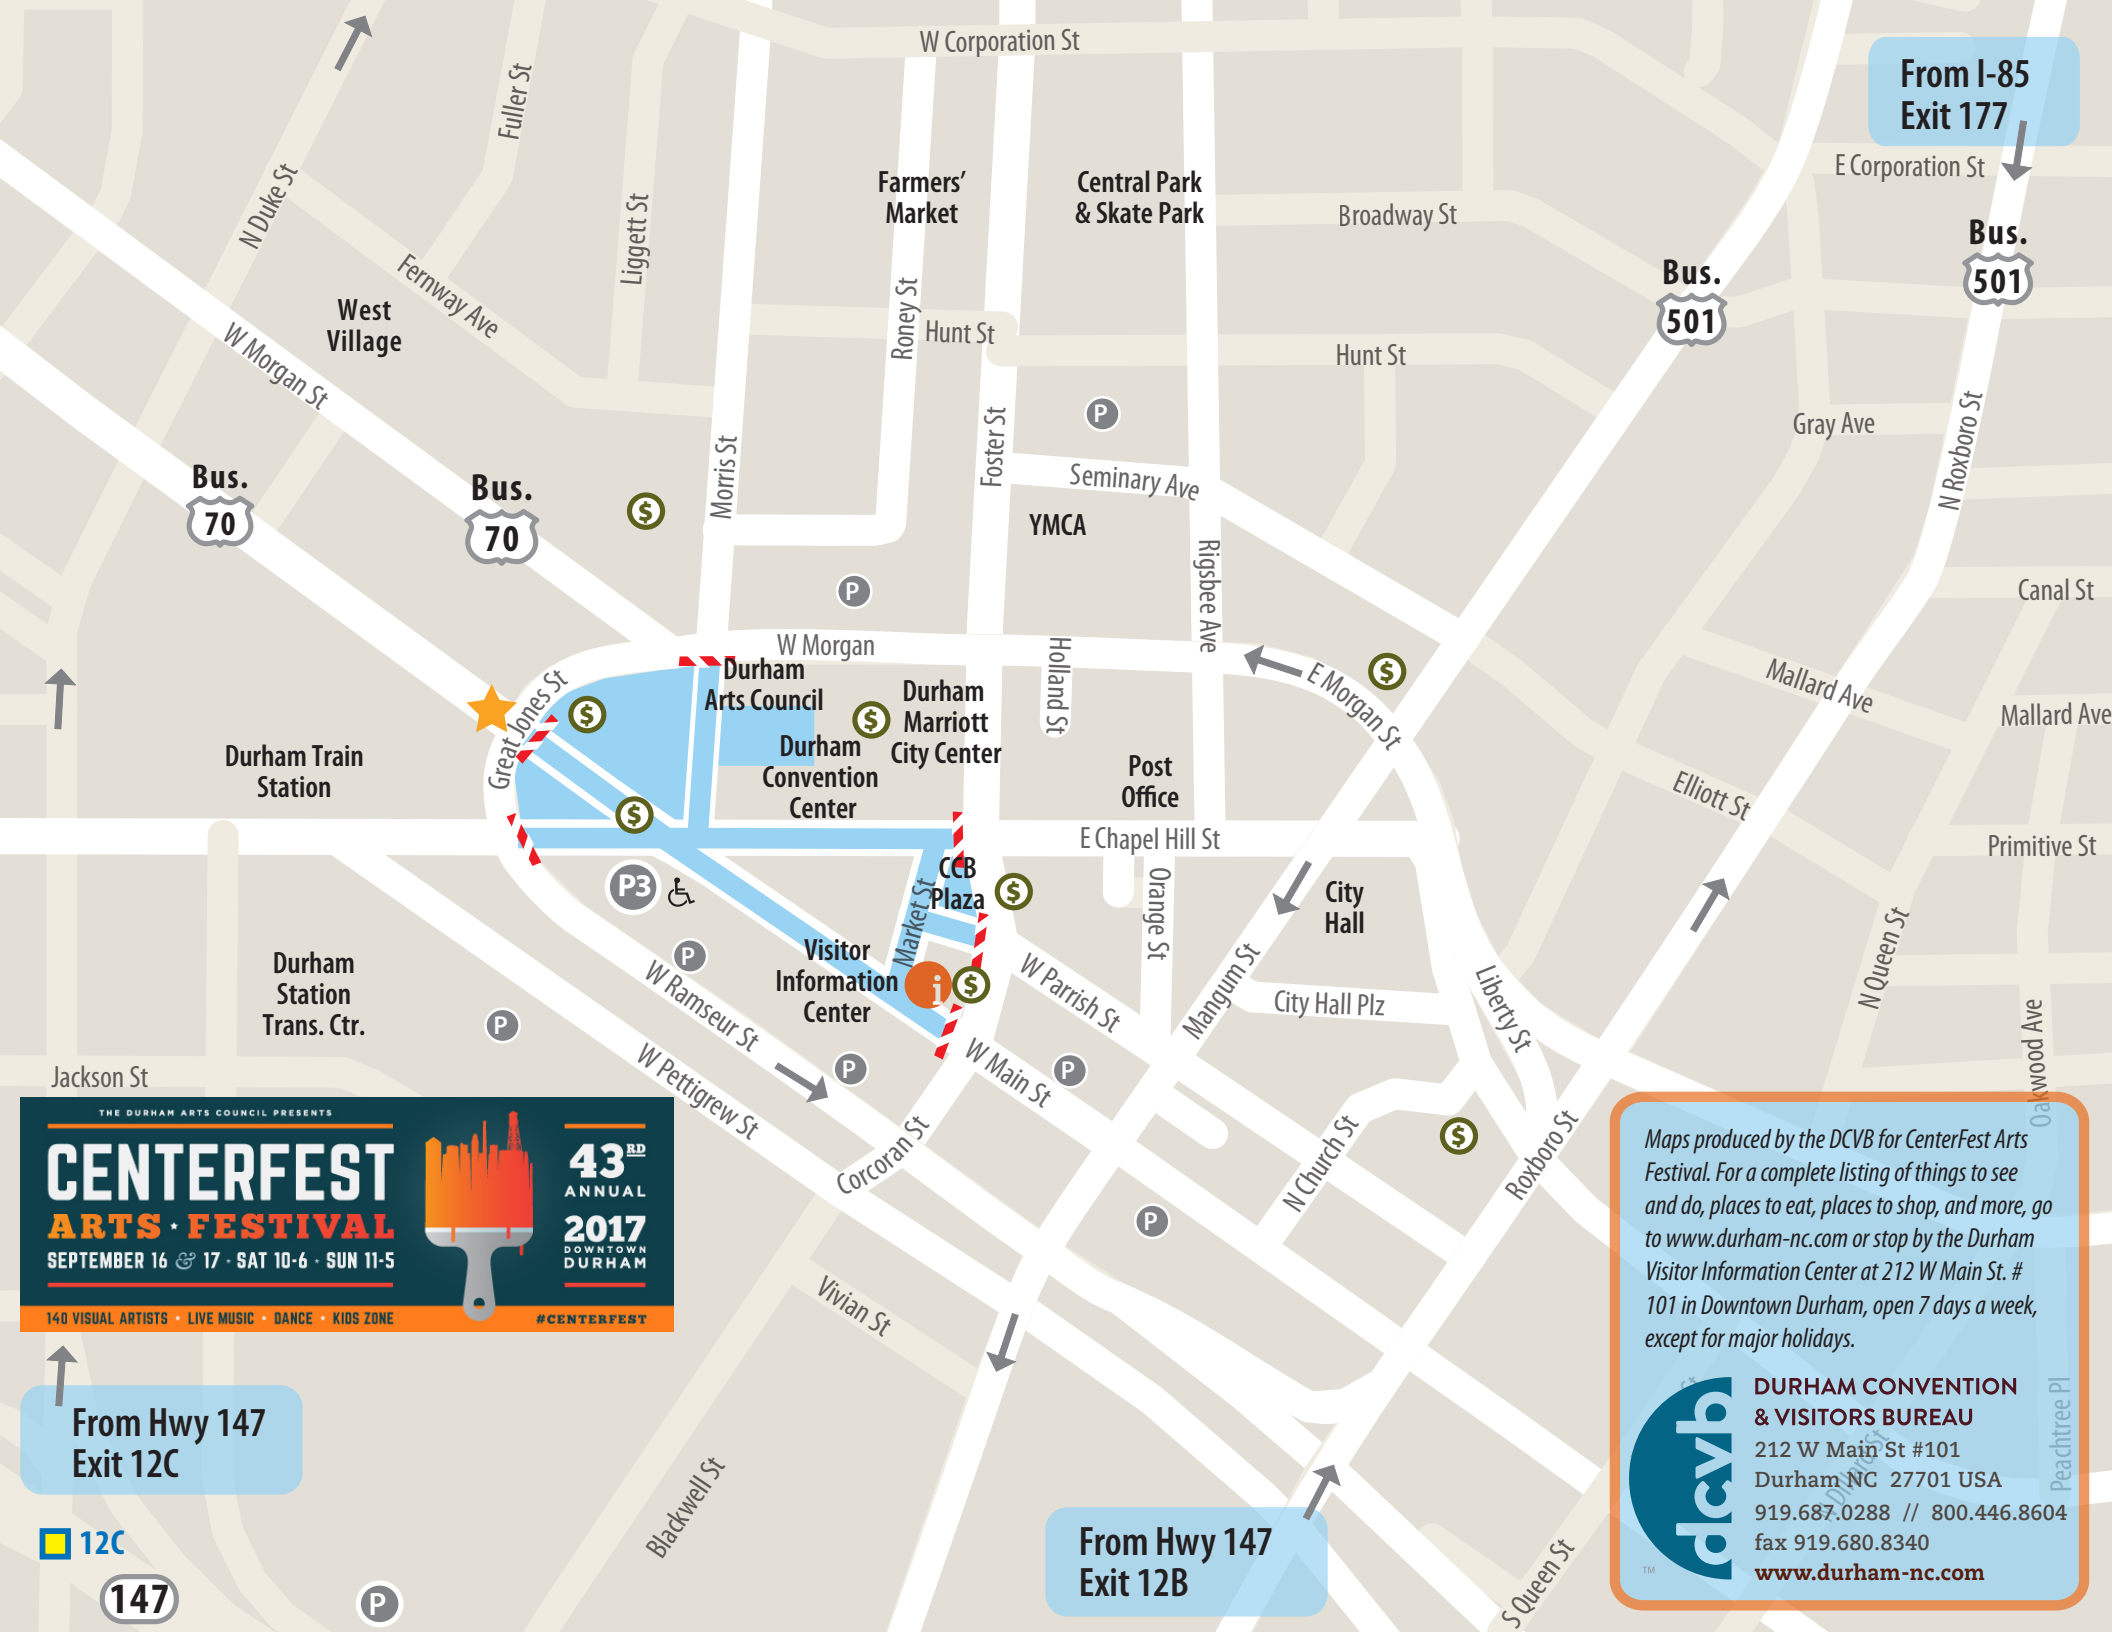 W Corporation St
From I-85
Exit 177
Fuller St
E Corporation St
N Duke St
Farmers'
Market
Central Park
& Skate Park
Broadway St
Liggett St
Bus.
501
Bus.
501
Fernway Ave
West
Village
Roney St
Hunt St
Hunt St
W Morgan St
P
Gray Ave
N Roxboro St
Foster St
Morris St
Seminary Ave
Bus.
70
Bus.
70
$
YMCA
Rigsbee Ave
P
Canal St
W Morgan
Holland St
E Morgan St
$
Mallard Ave
Mallard Ave
Great Jones St
$
Durham
Arts Council
$
Durham
Marriott
City Center
Durham Train
Station
Durham
Convention
Center
Post
Office
Elliott St
$
E Chapel Hill St
Primitive St
P3
CCB
Plaza
$
Market St
Orange St
City
Hall
N Queen St
Durham
Station
Trans. Ctr.
P
P
W Ramseur St
Visitor
Information
Center
i
$
W Parrish St
Mangum St
City Hall Plz
Liberty St
Oakwood Ave
Jackson St
W Pettigrew St
P
W Main St
P
Corcoran St
N Church St
$
Roxboro St
P
Vivian St
Blackwell St
THE DURHAM ARTS COUNCIL PRESENTS
CENTERFEST
ARTS · FESTIVAL
SEPTEMBER 16 & 17 · SAT 10-6 · SUN 11-5
43RD
ANNUAL
2017
DOWNTOWN
DURHAM
140 VISUAL ARTISTS · LIVE MUSIC · DANCE · KIDS ZONE
#CENTERFEST
From Hwy 147
Exit 12C
12C
147
P
From Hwy 147
Exit 12B
S Queen St
Maps produced by the DCVB for CenterFest Arts
Festival. For a complete listing of things to see
and do, places to eat, places to shop, and more, go
to www.durham-nc.com or stop by the Durham
Visitor Information Center at 212 W Main St. #
101 in Downtown Durham, open 7 days a week,
except for major holidays.
dcvb
TM
DURHAM CONVENTION
& VISITORS BUREAU
212 W Main St #101
Durham NC 27701 USA
919.687.0288 // 800.446.8604
fax 919.680.8340
www.durham-nc.com
Peachtree Pl